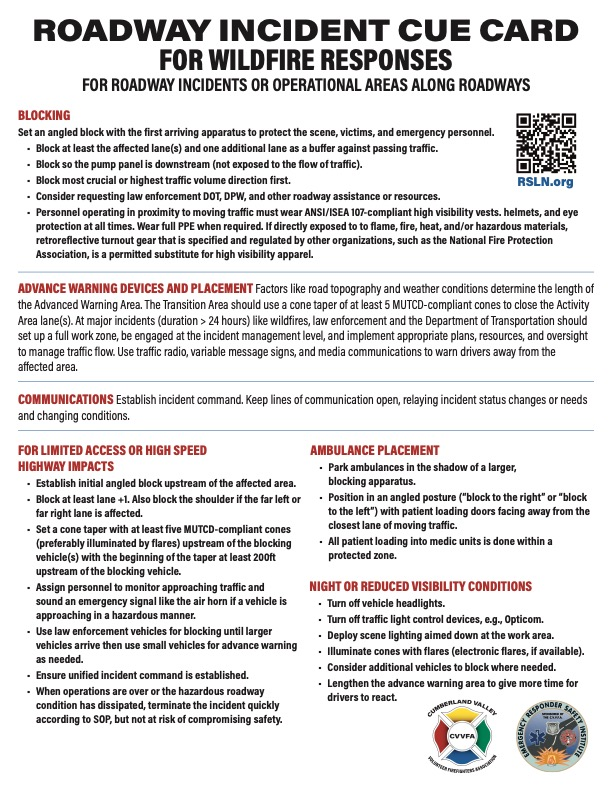 ROADWAY INCIDENT CUE CARD
FOR WILDFIRE RESPONSES
FOR ROADWAY INCIDENTS OR OPERATIONAL AREAS ALONG ROADWAYS
BLOCKING
Set an angled block with the first arriving apparatus to protect the scene, victims, and emergency personnel.
• Block at least the affected lane(s) and one additional lane as a buffer against passing traffic.
• Block so the pump panel is downstream (not exposed to the flow of traffic).
• Block most crucial or highest traffic volume direction first.
• Consider requesting law enforcement DOT, DPW, and other roadway assistance or resources.
• Personnel operating in proximity to moving traffic must wear ANSI/ISEA 107-compliant high visibility vests. helmets, and eye
protection at all times. Wear full PPE when required. If directly exposed to to flame, fire, heat, and/or hazardous materials,
retroreflective turnout gear that is specified and regulated by other organizations, such as the National Fire Protection
Association, is a permitted substitute for high visibility apparel.
RSLN.org
ADVANCE WARNING DEVICES AND PLACEMENT Factors like road topography and weather conditions determine the length of
the Advanced Warning Area. The Transition Area should use a cone taper of at least 5 MUTCD-compliant cones to close the Activity
Area lane(s). At major incidents (duration > 24 hours) like wildfires, law enforcement and the Department of Transportation should
set up a full work zone, be engaged at the incident management level, and implement appropriate plans, resources, and oversight
to manage traffic flow. Use traffic radio, variable message signs, and media communications to warn drivers away from the
affected area.
COMMUNICATIONS Establish incident command. Keep lines of communication open, relaying incident status changes or needs
and changing conditions.
FOR LIMITED ACCESS OR HIGH SPEED
HIGHWAY IMPACTS
• Establish initial angled block upstream of the affected area.
• Block at least lane +1. Also block the shoulder if the far left or
far right lane is affected.
• Set a cone taper with at least five MUTCD-compliant cones
(preferably illuminated by flares) upstream of the blocking
vehicle(s) with the beginning of the taper at least 200ft
upstream of the blocking vehicle.
• Assign personnel to monitor approaching traffic and
sound an emergency signal like the air horn if a vehicle is
approaching in a hazardous manner.
• Use law enforcement vehicles for blocking until larger
vehicles arrive then use small vehicles for advance warning
as needed.
• Ensure unified incident command is established.
• When operations are over or the hazardous roadway
condition has dissipated, terminate the incident quickly
according to SOP, but not at risk of compromising safety.
AMBULANCE PLACEMENT
• Park ambulances in the shadow of a larger,
blocking apparatus.
• Position in an angled posture ("block to the right" or "block
to the left") with patient loading doors facing away from the
closest lane of moving traffic.
• All patient loading into medic units is done within a
protected zone.
NIGHT OR REDUCED VISIBILITY CONDITIONS
• Turn off vehicle headlights.
• Turn off traffic light control devices, e.g., Opticom.
• Deploy scene lighting aimed down at the work area.
• Illuminate cones with flares (electronic flares, if available).
• Consider additional vehicles to block where needed.
• Lengthen the advance warning area to give more time for
drivers to react.
CUMBERLAND VALLEY
CVVFA
VOLUNTEER FIREFIGHTERS ASSOCIATION
EMERGENCY RESPONDER SAFETY INSTITUTE